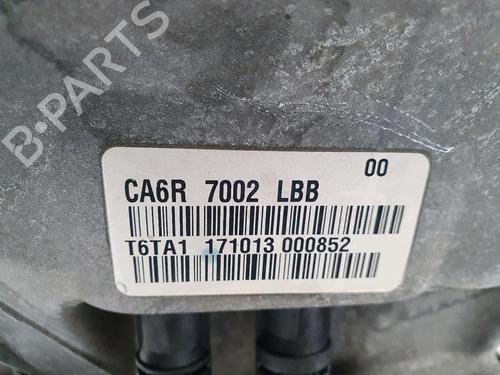 B-PARTS
00
CA6R 7002 LBB
T6TA1 171013 000852